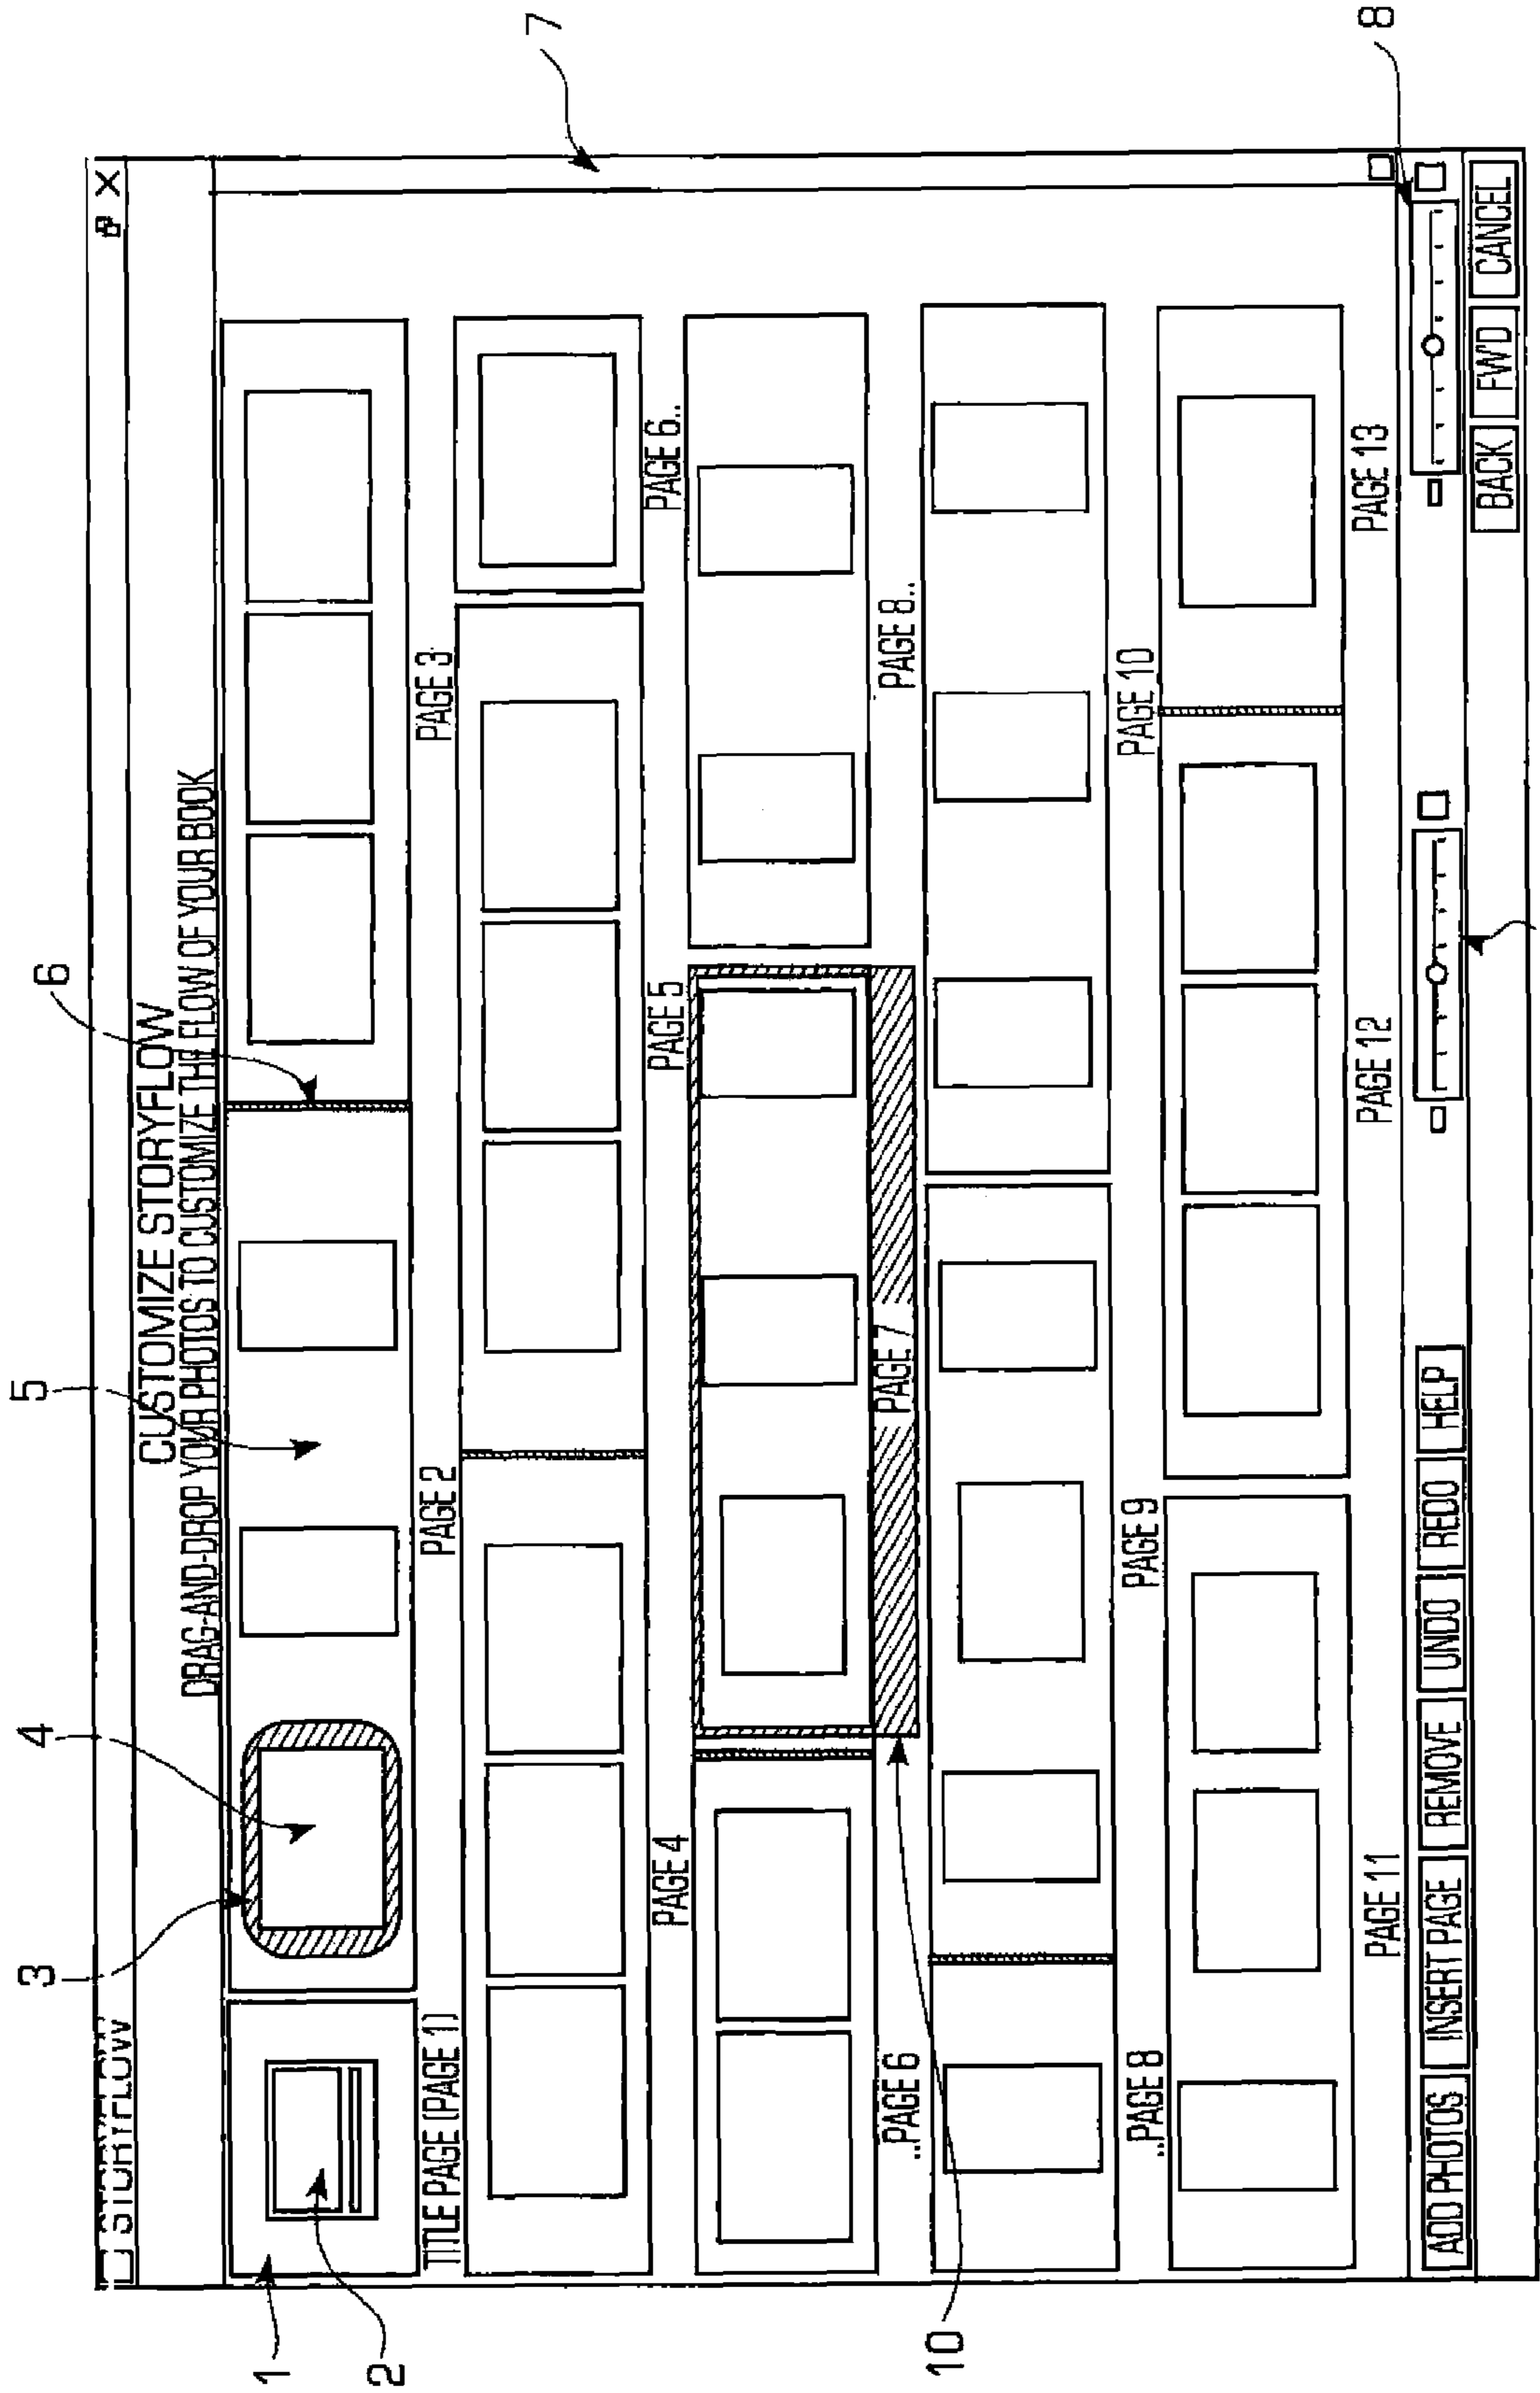 STORYFLOW
CUSTOMIZE STORYFLOW
DRAG-AND-DROP YOUR PHOTOS TO CUSTOMIZE THE FLOW OF YOUR BOOK
1
2
3
4
5
6
7
TITLE PAGE (PAGE 1)
PAGE 2
PAGE 3
PAGE 4
PAGE 5
PAGE 6..
..PAGE 6
PAGE 7
PAGE 8..
10
..PAGE 8
PAGE 9
PAGE 10
PAGE 11
PAGE 12
PAGE 13
8
ADD PHOTOS INSERT PAGE REMOVE UNDO REDO HELP
BACK FW'D CANCEL